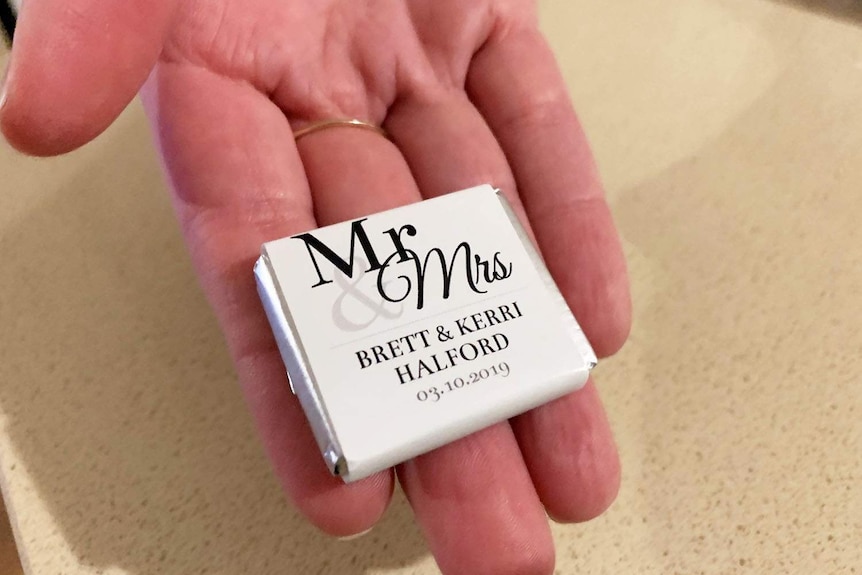 Mr
& Mrs
BRETT & KERRI
HALFORD
03.10.2019